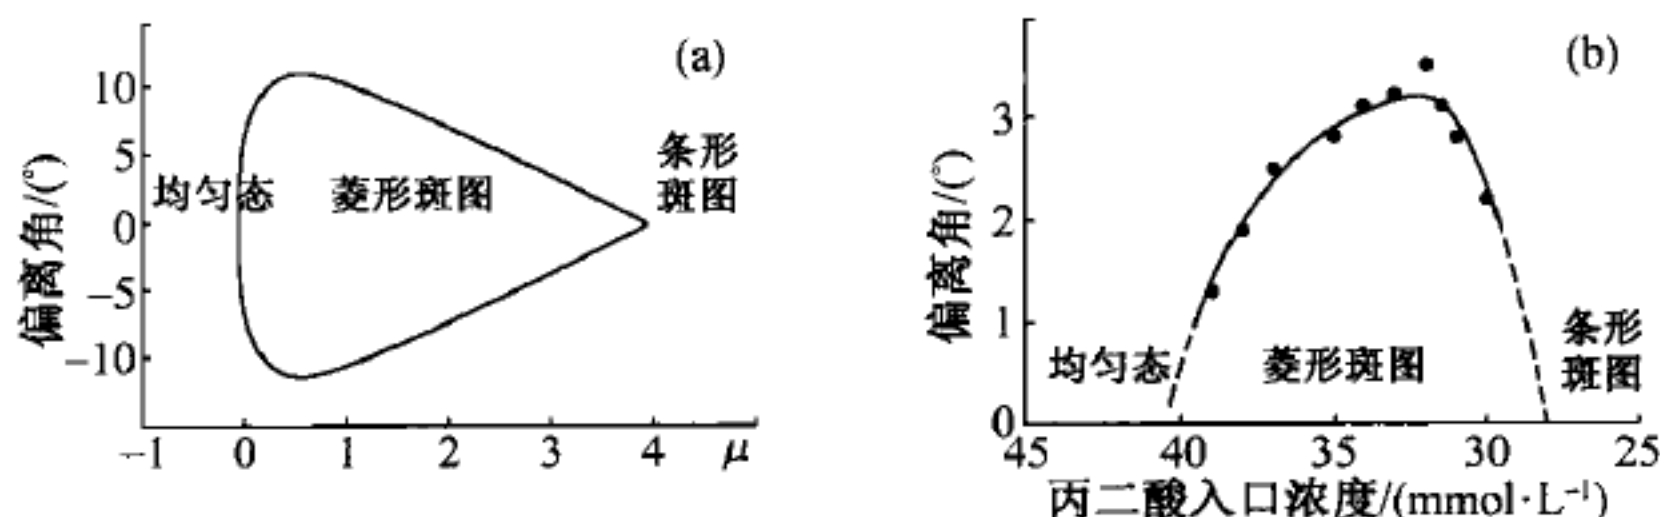 (a)
偏离角/(°)
10
5
0
-5
-10
均匀态
菱形斑图
条形
斑图
-1 0 1 2 3 4 μ
(b)
偏离角/(°)
3
2
1
0
均匀态
菱形斑图
条形
斑图
45 40 35 30 25
丙二酸入口浓度/(mmol·L⁻¹)